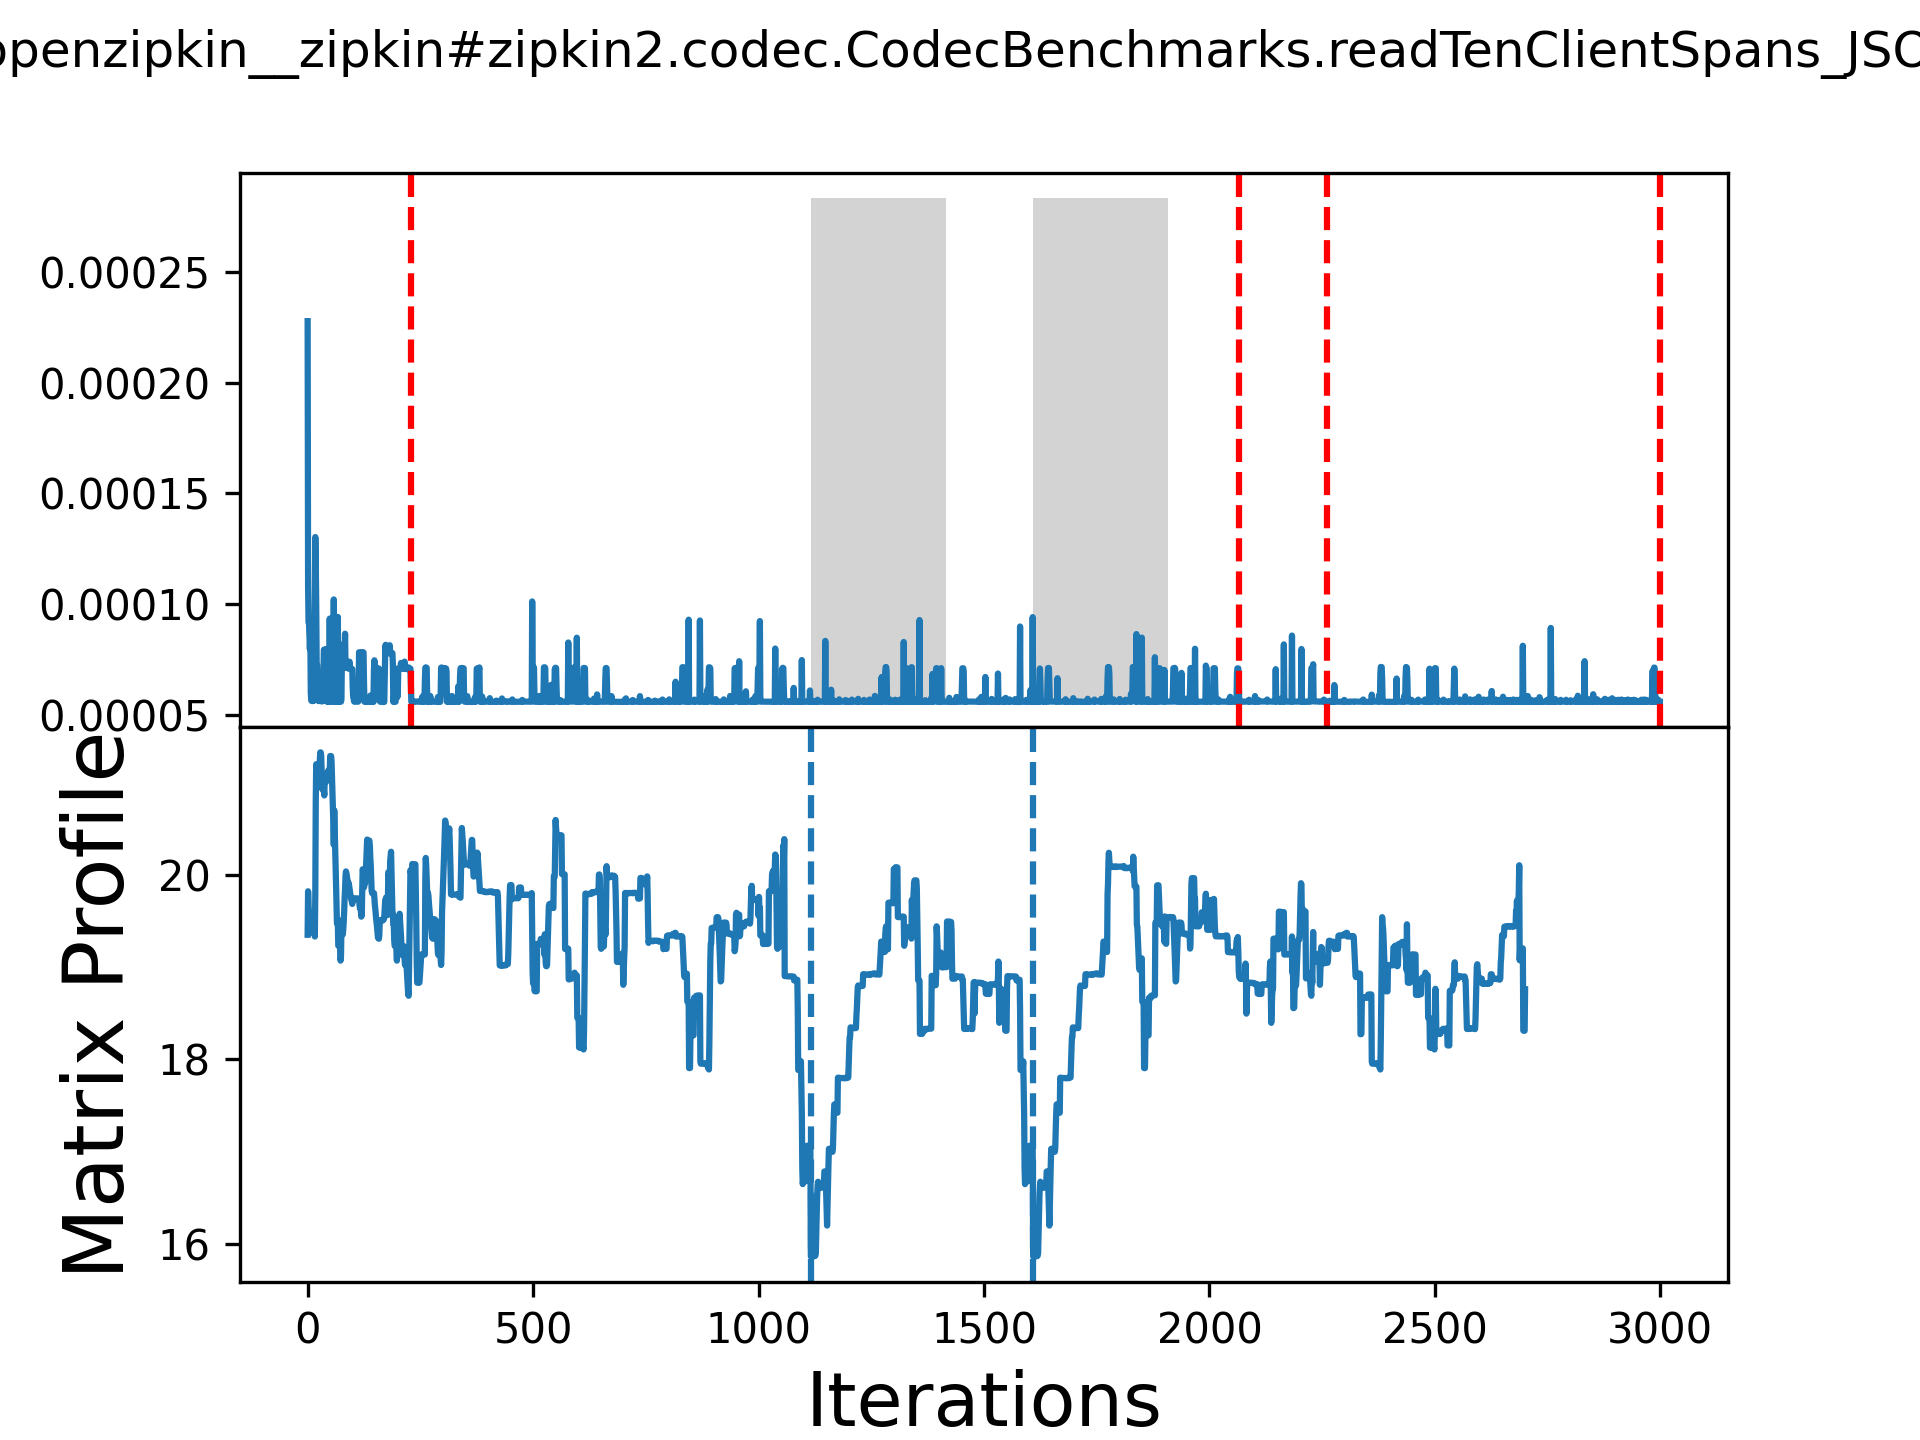 openzipkin__zipkin#zipkin2.codec.CodecBenchmarks.readTenClientSpans_JSO
0.00025
0.00020
0.00015
0.00010
0.00005
Matrix Profile
20
18
16
0 500 1000 1500 2000 2500 3000
Iterations